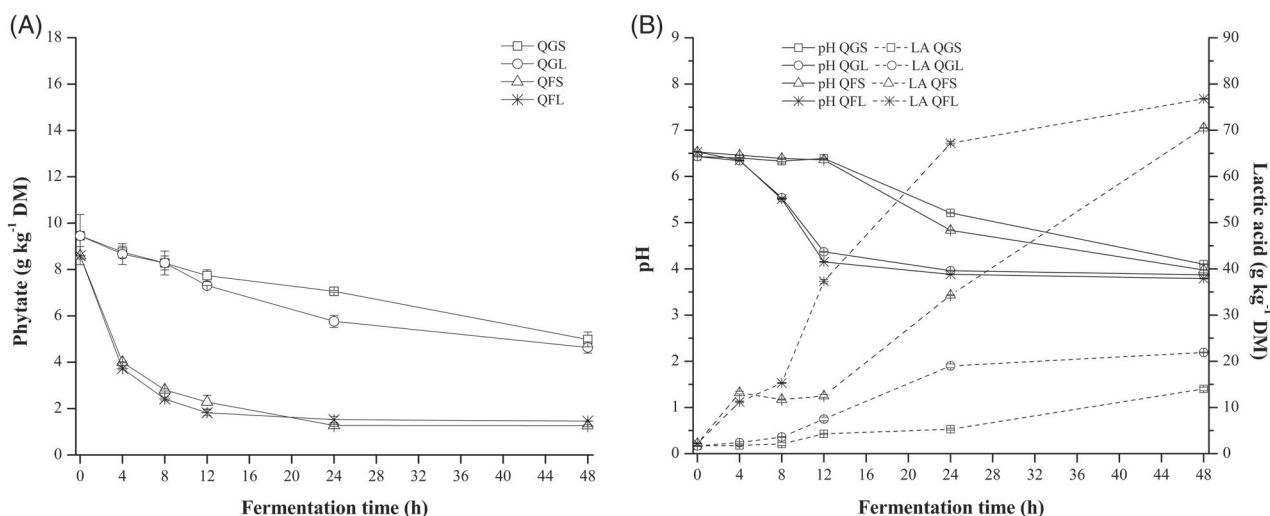 (A)
18
16
14
12
10
8
6
4
2
0
Phytate (g kg⁻¹ DM)
QGS
QGL
QFS
QFL
0 4 8 12 16 20 24 28 32 36 40 44 48
Fermentation time (h)
(B)
9
8
7
6
5
4
3
2
1
0
pH
pH QGS LA QGS
pH QGL LA QGL
pH QFS LA QFS
pH QFL LA QFL
90
80
70
60
50
40
30
20
10
0
Lactic acid (g kg⁻¹ DM)
0 4 8 12 16 20 24 28 32 36 40 44 48
Fermentation time (h)